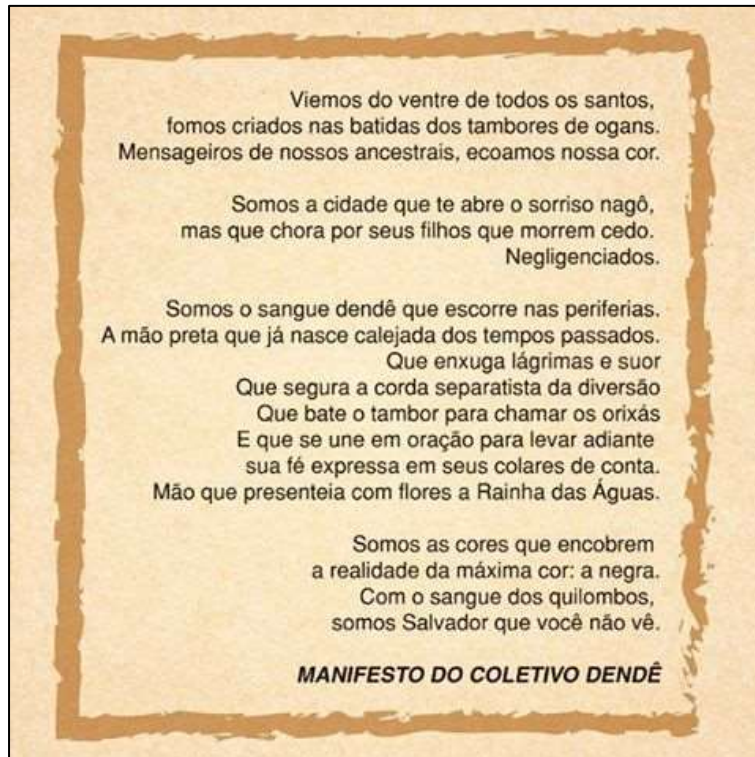 Viemos do ventre de todos os santos,
fomos criados nas batidas dos tambores de ogans.
Mensageiros de nossos ancestrais, ecoamos nossa cor.
Somos a cidade que te abre o sorriso nagô,
mas que chora por seus filhos que morrem cedo.
Negligenciados.
Somos o sangue dendê que escorre nas periferias.
A mão preta que já nasce calejada dos tempos passados.
Que enxuga lágrimas e suor
Que segura a corda separatista da diversão
Que bate o tambor para chamar os orixás
E que se une em oração para levar adiante
sua fé expressa em seus colares de conta.
Mão que presenteia com flores a Rainha das Águas.
Somos as cores que encobrem
a realidade da máxima cor: a negra.
Com o sangue dos quilombos,
somos Salvador que você não vê.
MANIFESTO DO COLETIVO DENDÊ